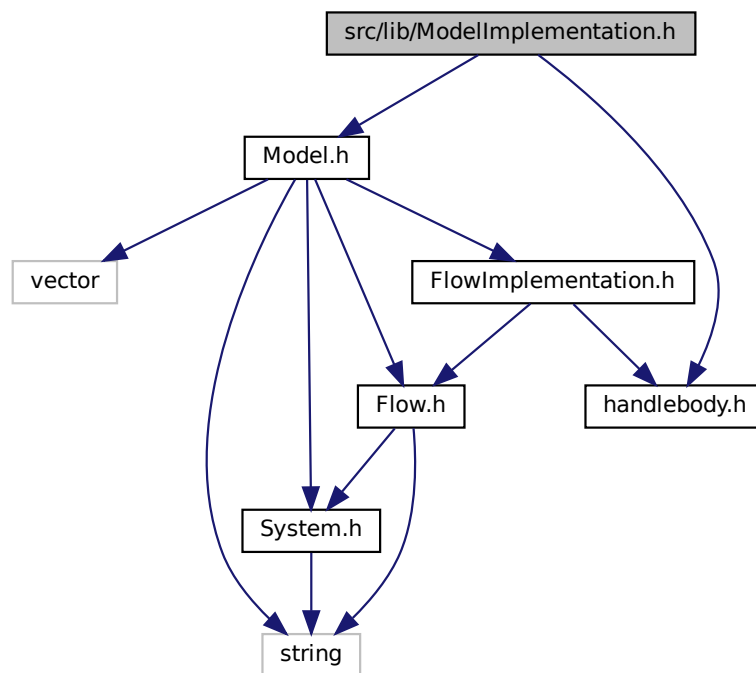 src/lib/ModelImplementation.h
Model.h
vector
FlowImplementation.h
Flow.h
handlebody.h
System.h
string